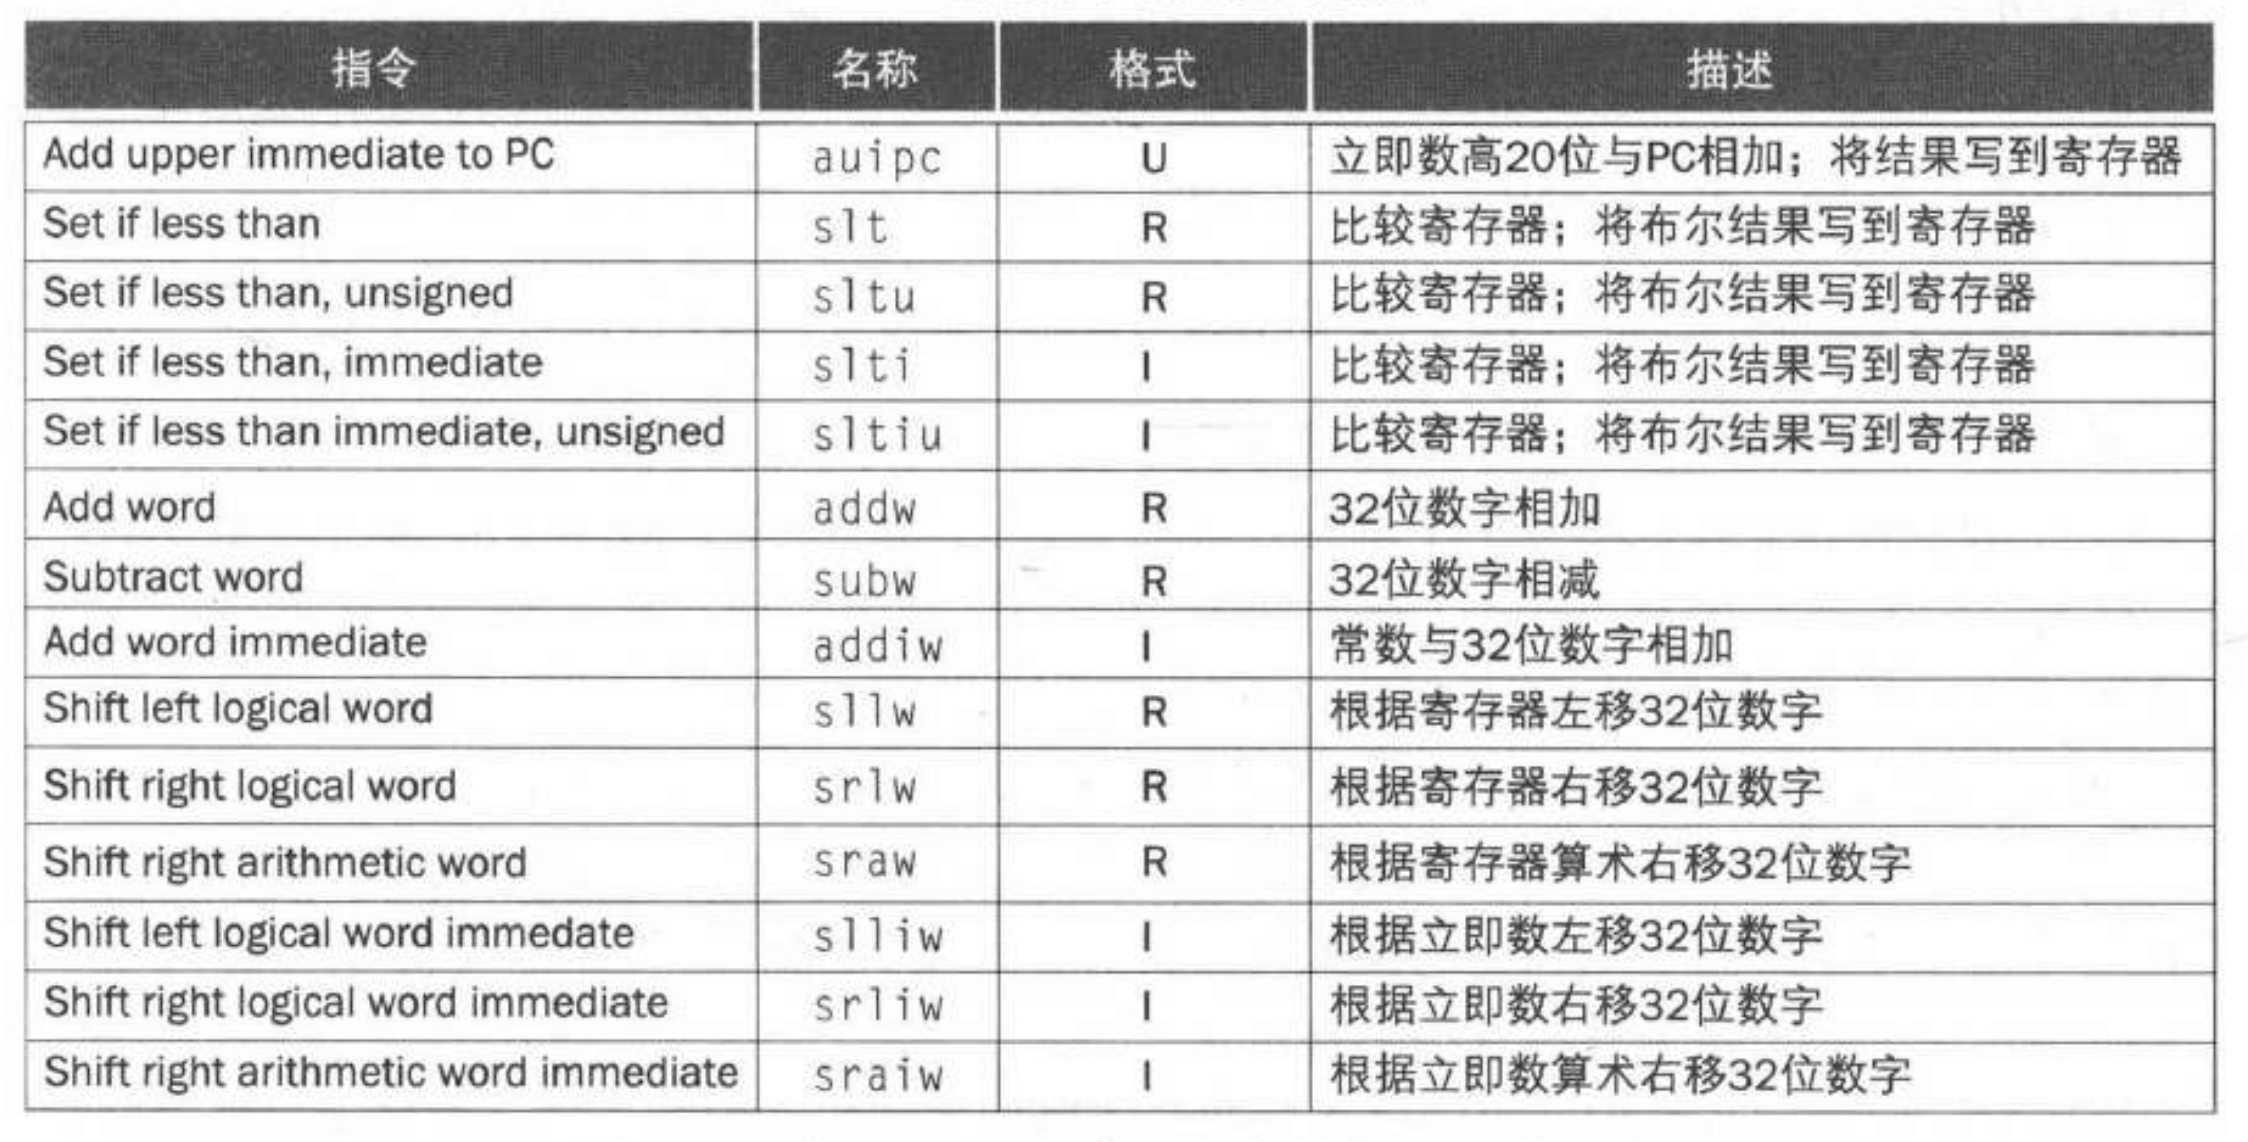 指令 名称 格式 描述
Add upper immediate to PC auipc U 立即数高20位与PC相加；将结果写到寄存器
Set if less than slt R 比较寄存器；将布尔结果写到寄存器
Set if less than, unsigned sltu R 比较寄存器；将布尔结果写到寄存器
Set if less than, immediate slti I 比较寄存器；将布尔结果写到寄存器
Set if less than immediate, unsigned sltiu I 比较寄存器；将布尔结果写到寄存器
Add word addw R 32位数字相加
Subtract word subw R 32位数字相减
Add word immediate addiw I 常数与32位数字相加
Shift left logical word sllw R 根据寄存器左移32位数字
Shift right logical word srlw R 根据寄存器右移32位数字
Shift right arithmetic word sraw R 根据寄存器算术右移32位数字
Shift left logical word immedate slliw I 根据立即数左移32位数字
Shift right logical word immediate srliw I 根据立即数右移32位数字
Shift right arithmetic word immediate sraiw I 根据立即数算术右移32位数字